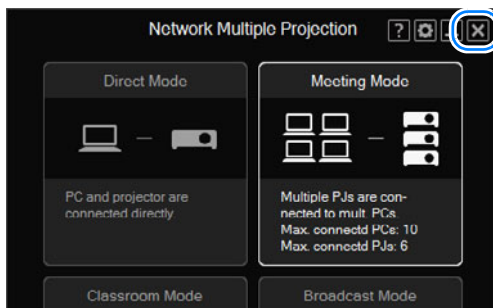 Network Multiple Projection
?
Direct Mode
Meeting Mode
PC and projector are
connected directly
Multiple PJs are con-
nected to mult. PCs
Max. connectd PCs: 10
Max. connectd PJs: 6
Classroom Mode
Broadcast Mode